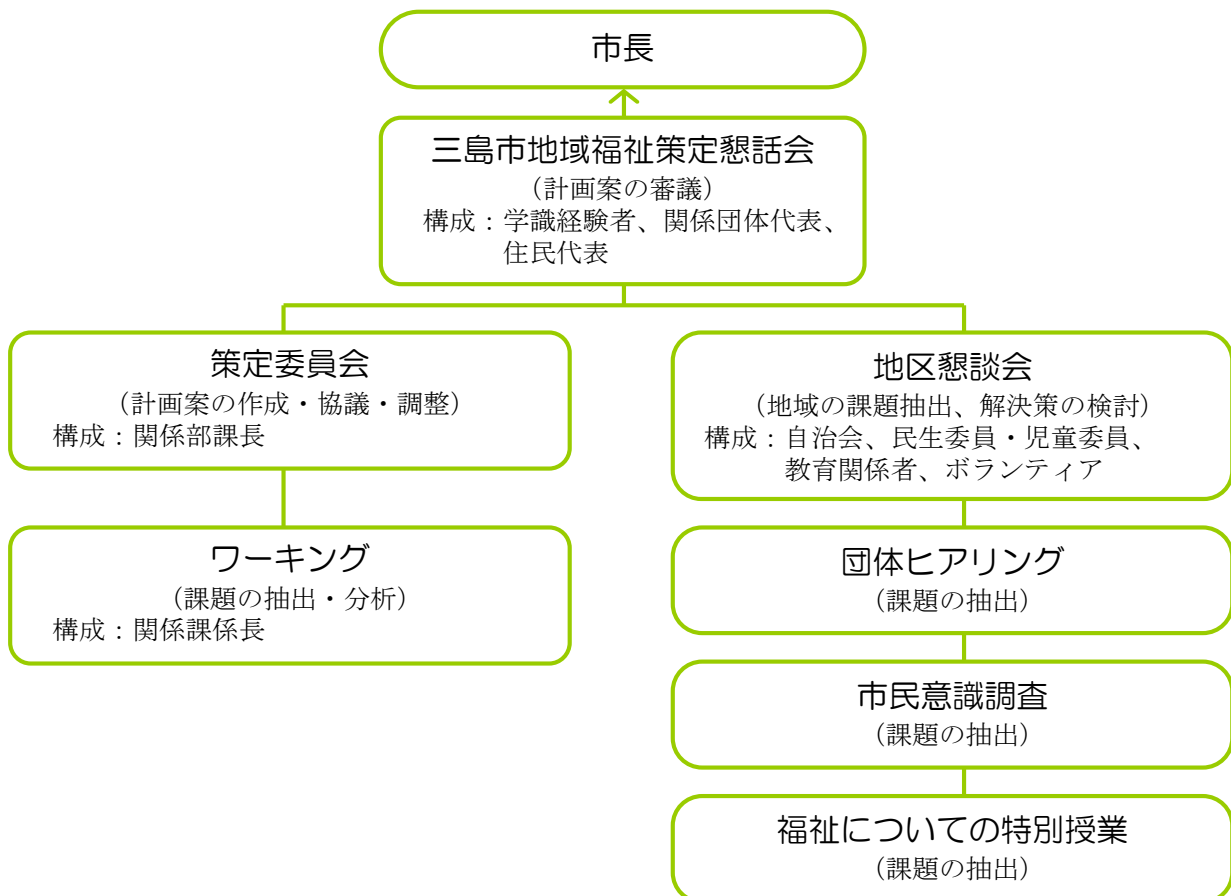 市長
三島市地域福祉策定懇話会
（計画案の審議）
構成：学識経験者、関係団体代表、
住民代表
策定委員会
（計画案の作成・協議・調整）
構成：関係部課長
ワーキング
（課題の抽出・分析）
構成：関係課係長
地区懇談会
（地域の課題抽出、解決策の検討）
構成：自治会、民生委員・児童委員、
教育関係者、ボランティア
団体ヒアリング
（課題の抽出）
市民意識調査
（課題の抽出）
福祉についての特別授業
（課題の抽出）